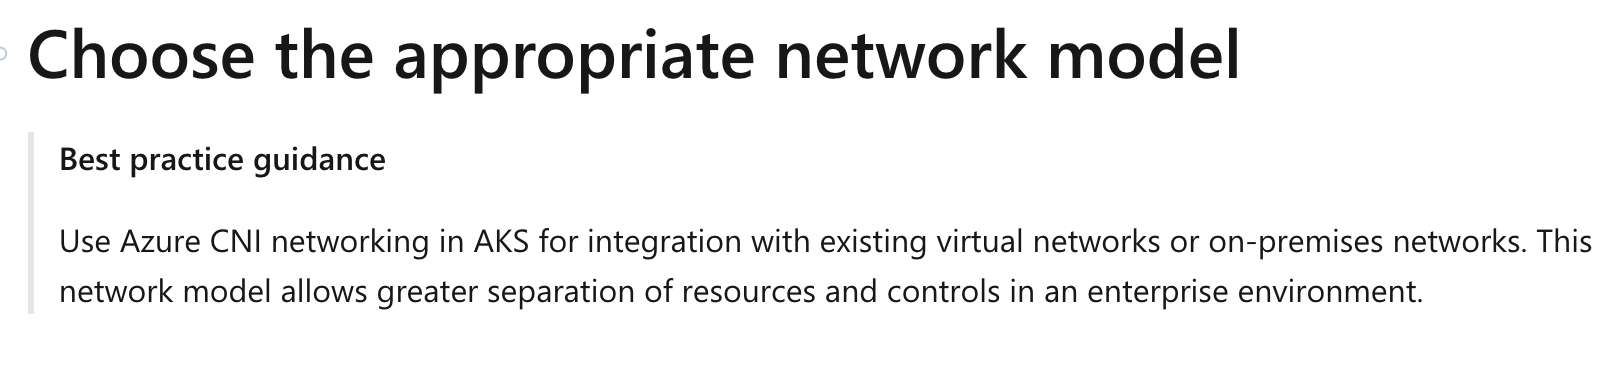 Choose the appropriate network model
Best practice guidance
Use Azure CNI networking in AKS for integration with existing virtual networks or on-premises networks. This
network model allows greater separation of resources and controls in an enterprise environment.